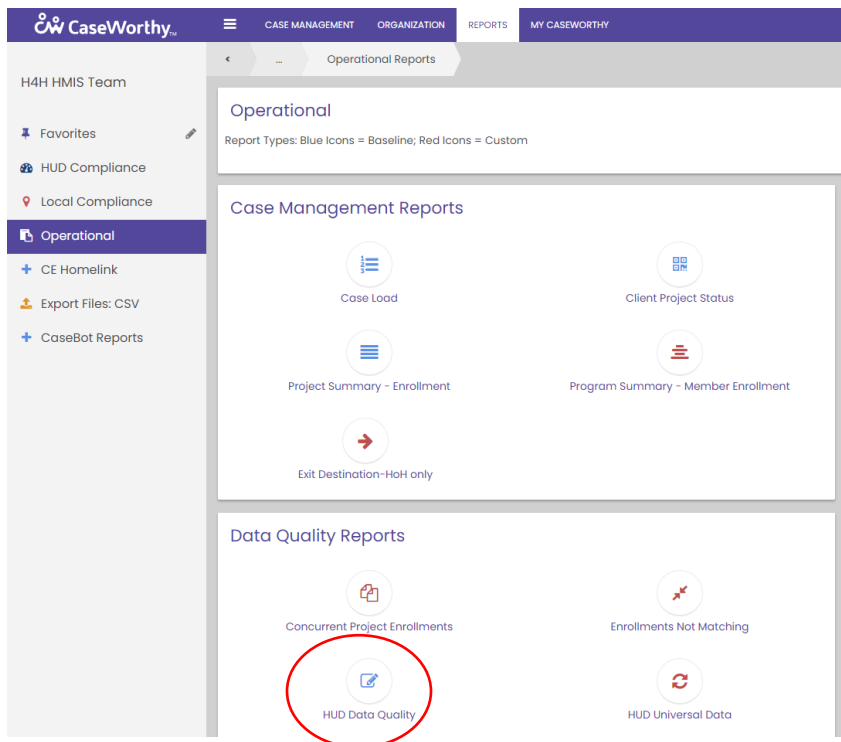 CW CaseWorthy™
CASE MANAGEMENT ORGANIZATION REPORTS MY CASEWORTHY
... Operational Reports
H4H HMIS Team
Favorites
HUD Compliance
Local Compliance
Operational
CE Homelink
Export Files: CSV
CaseBot Reports
Operational
Report Types: Blue Icons = Baseline; Red Icons = Custom
Case Management Reports
Case Load
Client Project Status
Project Summary - Enrollment
Program Summary - Member Enrollment
Exit Destination-HoH only
Data Quality Reports
Concurrent Project Enrollments
Enrollments Not Matching
HUD Data Quality
HUD Universal Data